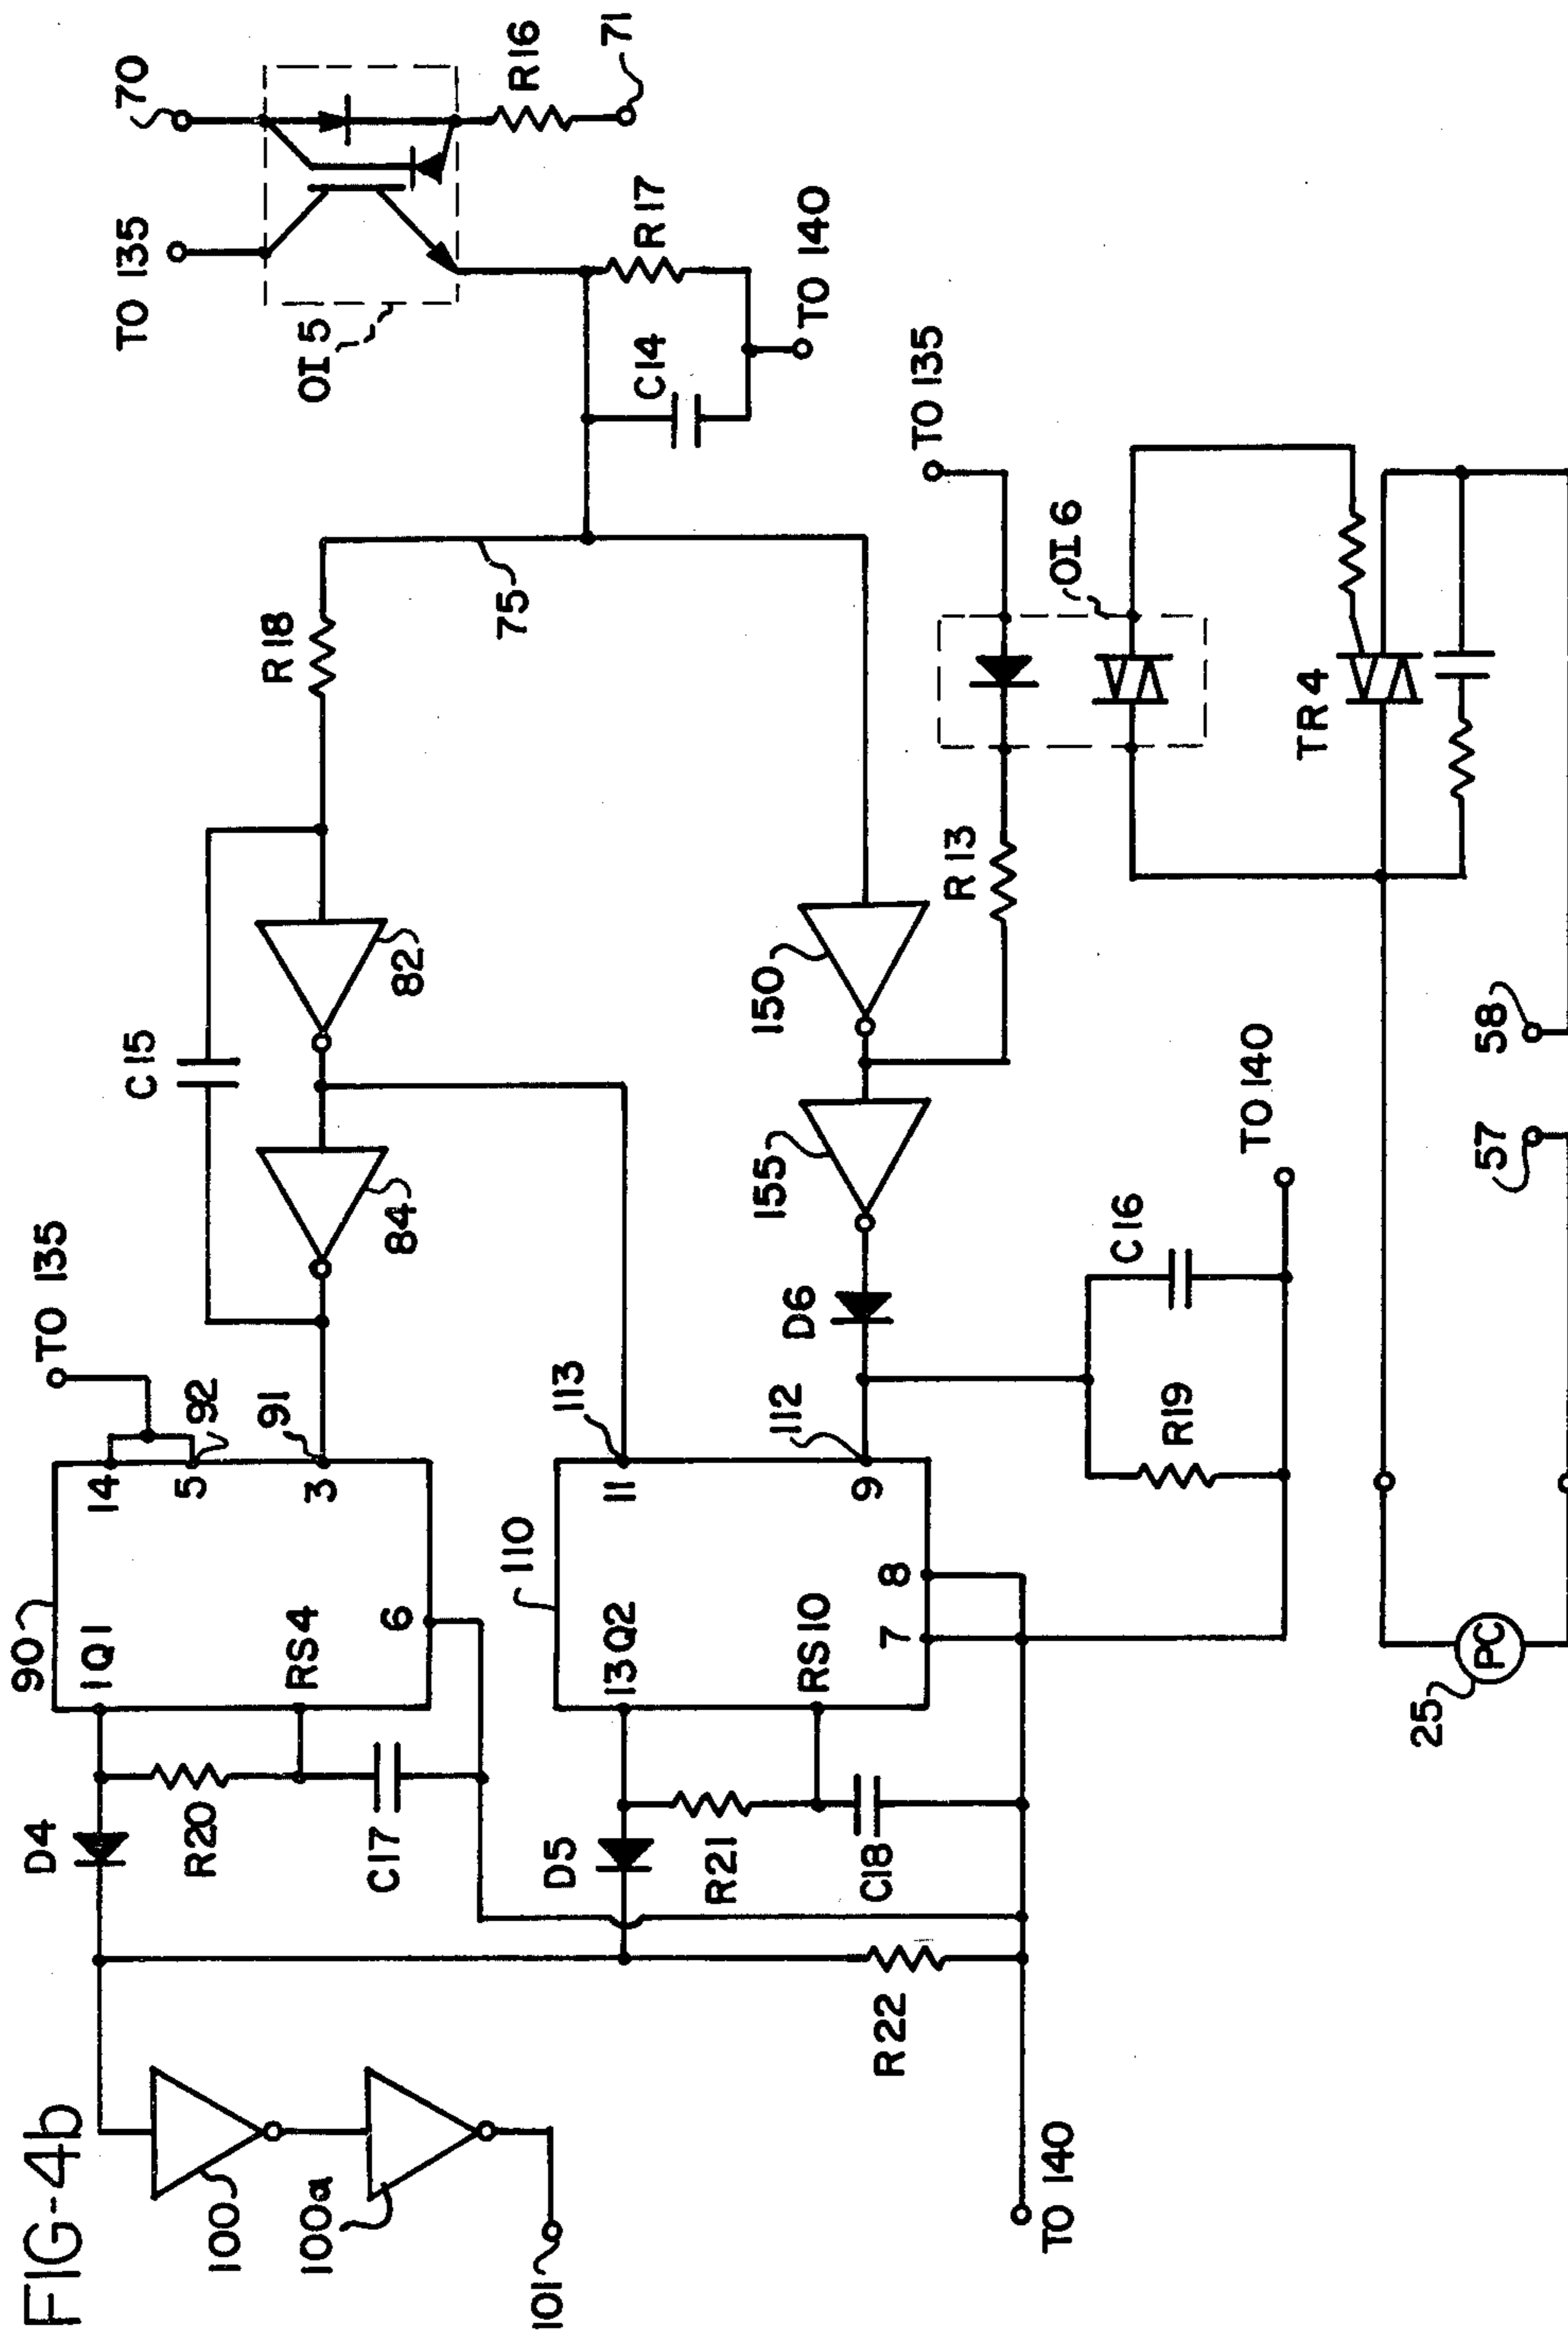 FIG-4b
70
TO 135
OI 5
R16
71
R17
C14
TO 140
R18
75
TO 135
OI 6
C15
82
84
150
R13
155
TR4
58
57
TO 135
92
91
113
112
D6
C16
TO 140
R19
90
14
5
3
1Q1
RS4
6
110
11
9
13Q2
RS10
8
7
D4
R20
C17
D5
R21
C18
PC
25
R22
100
100a
101
TO 140